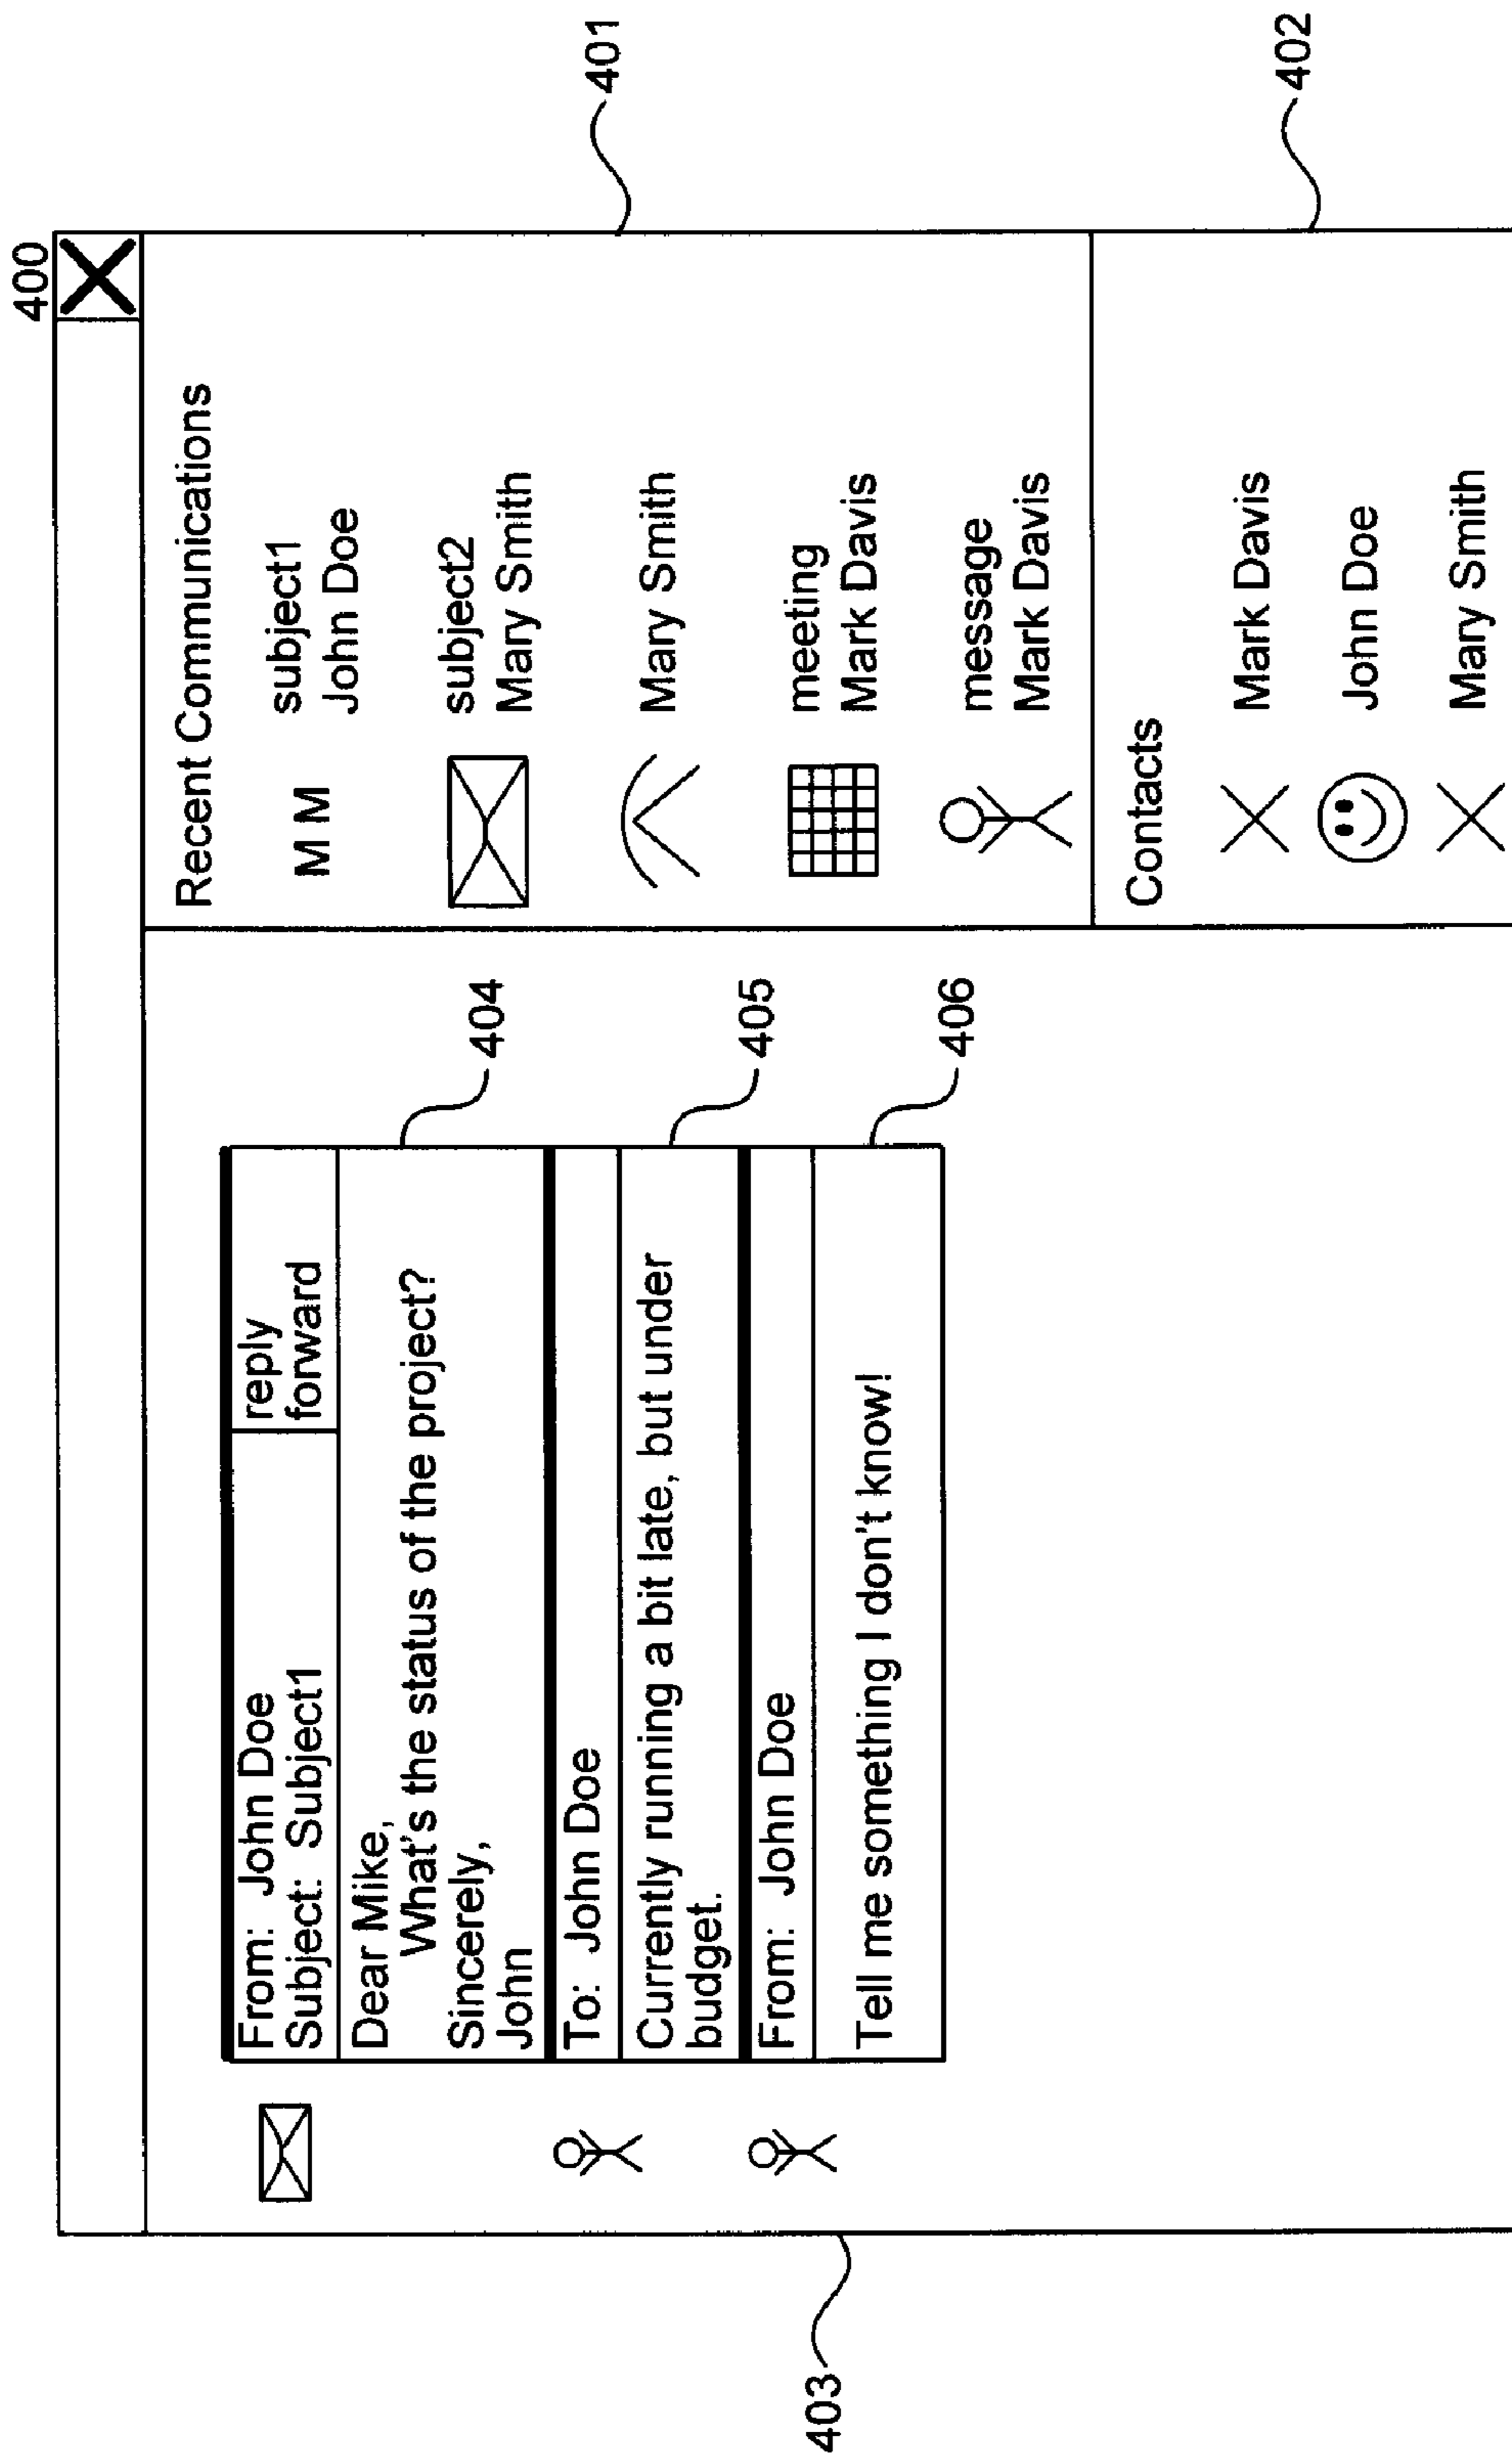 400
From: John Doe
Subject: Subject1
reply
forward
Dear Mike,
What's the status of the project?
Sincerely,
John
404
To: John Doe
Currently running a bit late, but under
budget.
405
From: John Doe
Tell me something I don't know!
406
403
Recent Communications
M M
subject1
John Doe
subject2
Mary Smith
Mary Smith
meeting
Mark Davis
message
Mark Davis
401
Contacts
Mark Davis
John Doe
Mary Smith
402